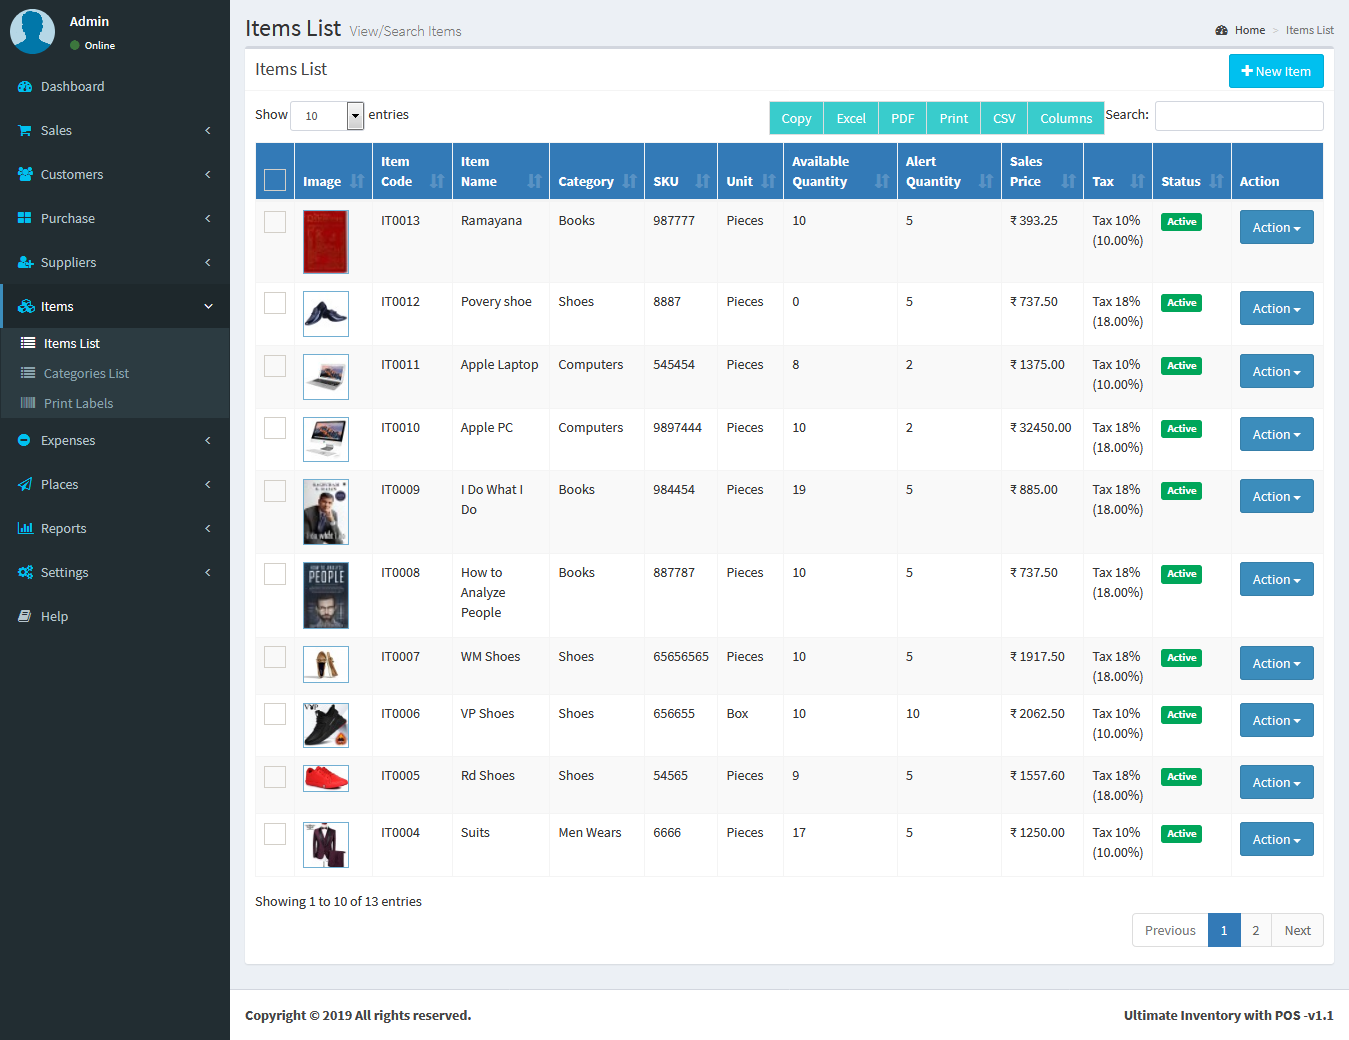 Admin
Online
Dashboard
Sales
Customers
Purchase
Suppliers
Items
Items List
Categories List
Print Labels
Expenses
Places
Reports
Settings
Help
Items List View/Search Items
Home > Items List
Items List
New Item
Show 10 entries
Copy Excel PDF Print CSV Columns Search:
Image Item Code Item Name Category SKU Unit Available Quantity Alert Quantity Sales Price Tax Status Action
IT0013 Ramayana Books 987777 Pieces 10 5 ₹ 393.25 Tax 10% (10.00%) Active Action
IT0012 Povery shoe Shoes 8887 Pieces 0 5 ₹ 737.50 Tax 18% (18.00%) Active Action
IT0011 Apple Laptop Computers 545454 Pieces 8 2 ₹ 1375.00 Tax 10% (10.00%) Active Action
IT0010 Apple PC Computers 9897444 Pieces 10 2 ₹ 32450.00 Tax 18% (18.00%) Active Action
IT0009 I Do What I Do Books 984454 Pieces 19 5 ₹ 885.00 Tax 18% (18.00%) Active Action
PEOPLE
IT0008 How to Analyze People Books 887787 Pieces 10 5 ₹ 737.50 Tax 18% (18.00%) Active Action
IT0007 WM Shoes Shoes 65656565 Pieces 10 5 ₹ 1917.50 Tax 18% (18.00%) Active Action
IT0006 VP Shoes Shoes 656655 Box 10 10 ₹ 2062.50 Tax 10% (10.00%) Active Action
IT0005 Rd Shoes Shoes 54565 Pieces 9 5 ₹ 1557.60 Tax 18% (18.00%) Active Action
IT0004 Suits Men Wears 6666 Pieces 17 5 ₹ 1250.00 Tax 10% (10.00%) Active Action
Showing 1 to 10 of 13 entries
Previous 1 2 Next
Copyright © 2019 All rights reserved.
Ultimate Inventory with POS -v1.1